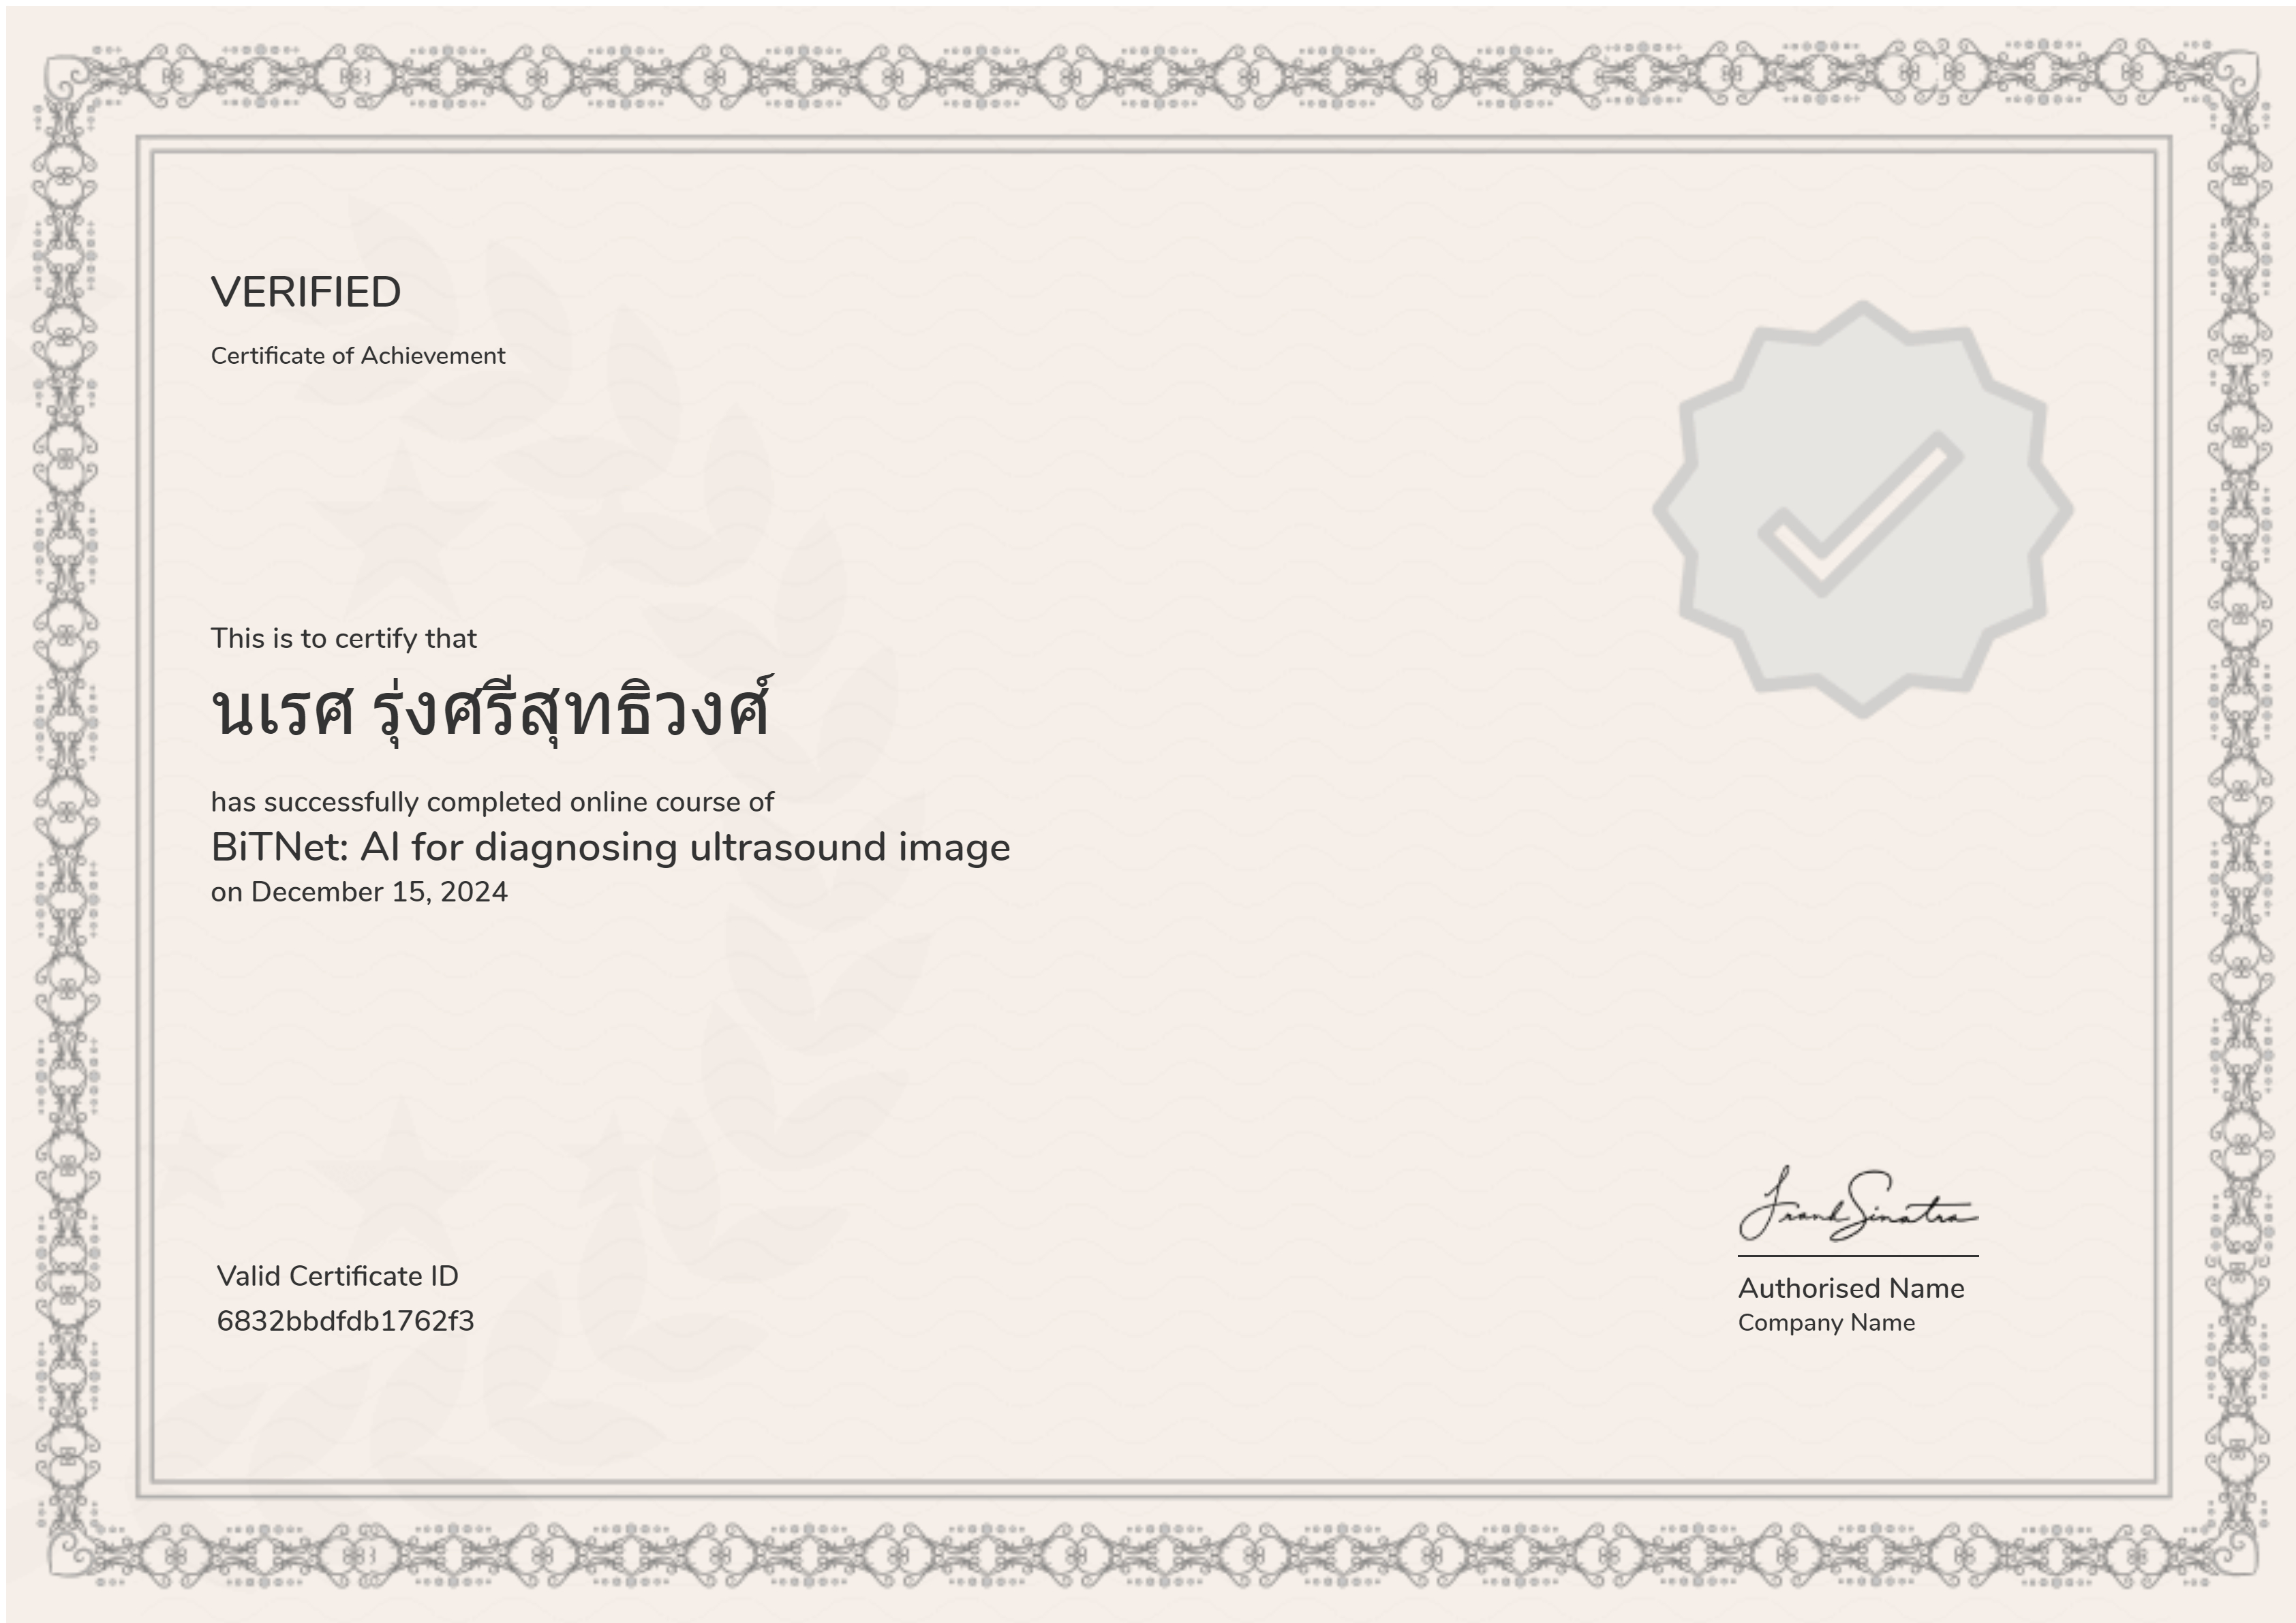 VERIFIED
Certificate of Achievement
This is to certify that
นเรศ รุ่งศรีสุทธิวงศ์
has successfully completed online course of
BiTNet: AI for diagnosing ultrasound image
on December 15, 2024
Frank Sinatra
Valid Certificate ID
6832bbdfdb1762f3
Authorised Name
Company Name